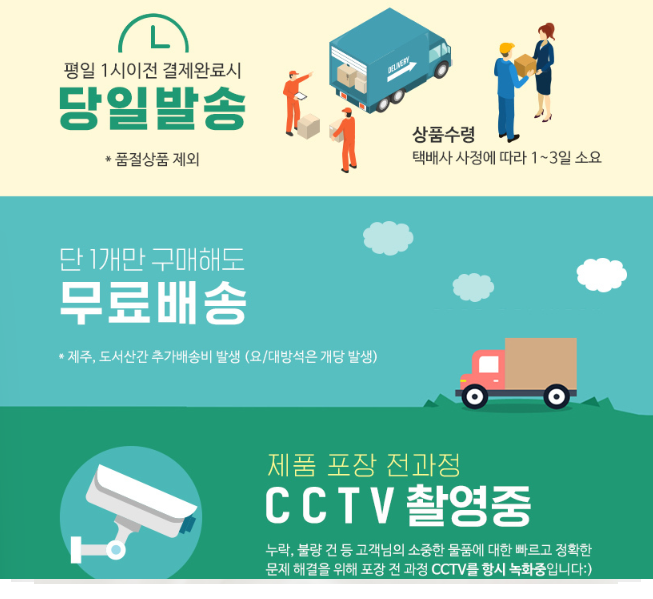 평일 1시이전 결제완료시
당일발송
* 품절상품 제외
DELIVERY
상품수령
택배사 사정에 따라 1~3일 소요
단 1개만 구매해도
무료배송
* 제주, 도서산간 추가배송비 발생 (요/대방석은 개당 발생)
제품 포장 전과정
CCTV 촬영중
누락, 불량 건 등 고객님의 소중한 물품에 대한 빠르고 정확한
문제 해결을 위해 포장 전 과정 CCTV를 항시 녹화중입니다:)